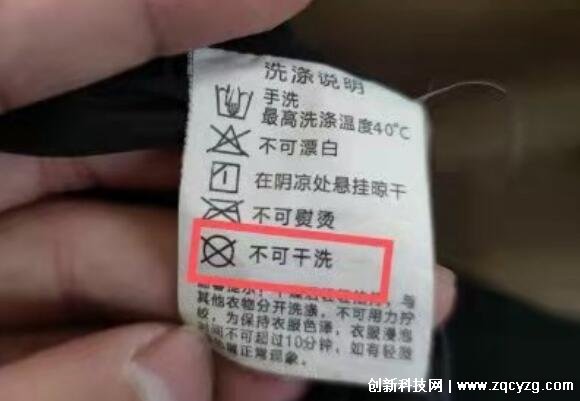 洗涤说明
手洗
最高洗涤温度40℃
不可漂白
在阴凉处悬挂晾干
不可熨烫
不可干洗
与
其他衣物分开洗涤，不可用力拧
绞，为保持衣服色泽，衣服浸泡
时间不可超过10分钟，如有轻微
正常现象。
创新科技网 www.zqcyzg.com